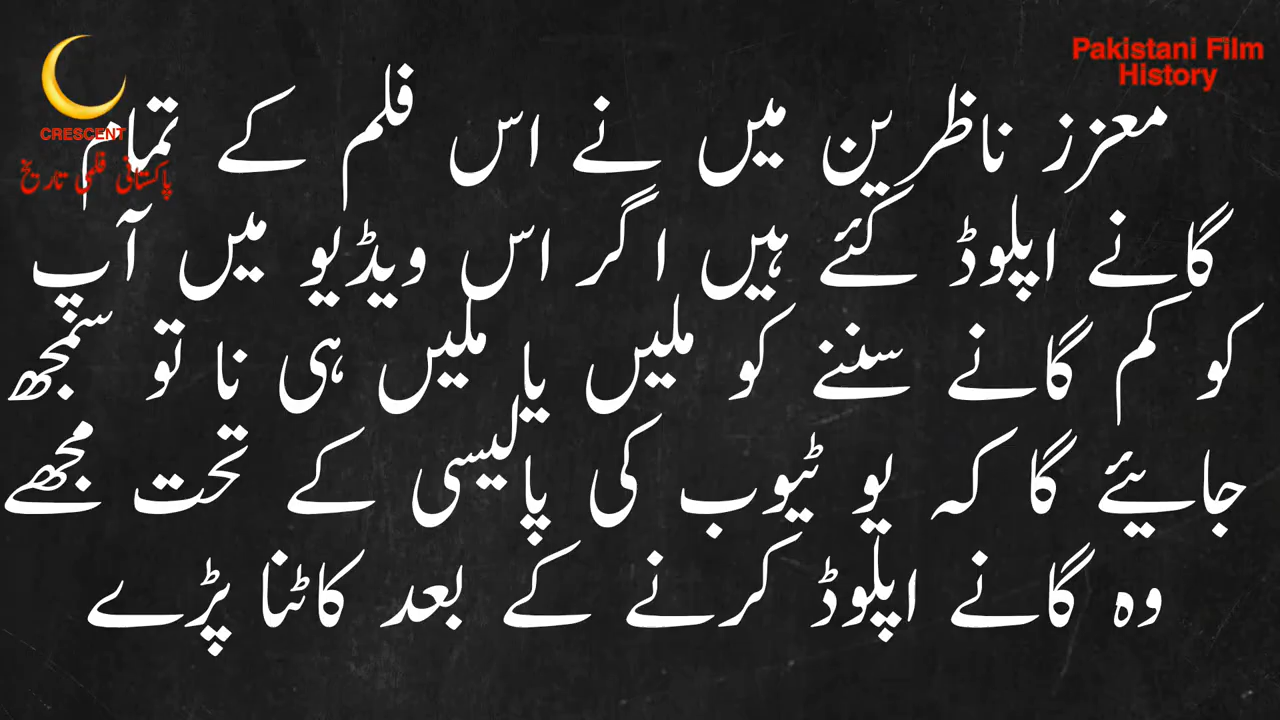 Pakistani Film
History
CRESCENT
پاکستانی فلمی تاریخ
معزز ناظرین میں نے اس فلم کے تمام
گانے اپلوڈ کئے ہیں اگر اس ویڈیو میں آپ
کو کم گانے سننے کو ملیں یا ملیں ہی نا تو سمجھ
جایئے گا کہ یو ٹیوب کی پالیسی کے تحت مجھے
وہ گانے اپلوڈ کرنے کے بعد کاٹنا پڑے